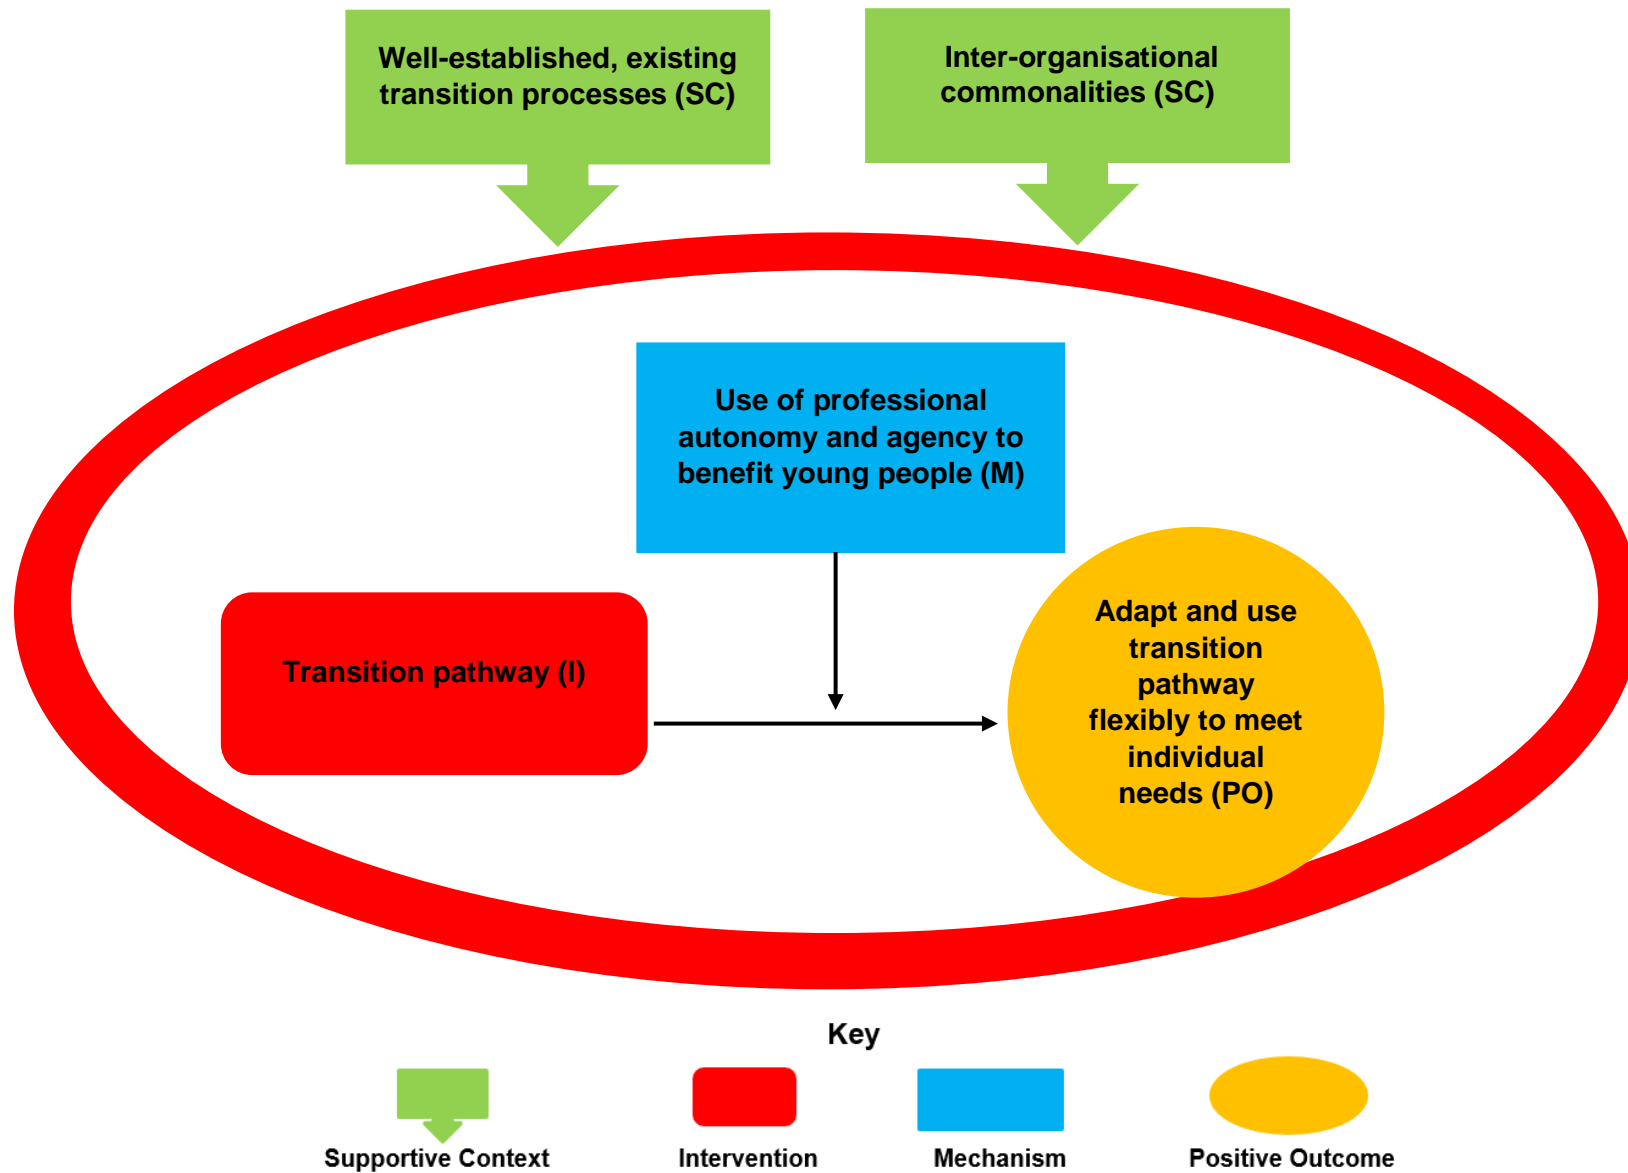 Well-established, existing
transition processes (SC)
Inter-organisational
commonalities (SC)
Use of professional
autonomy and agency to
benefit young people (M)
Transition pathway (I)
Adapt and use
transition
pathway
flexibly to meet
individual
needs (PO)
Key
Supportive Context
Intervention
Mechanism
Positive Outcome